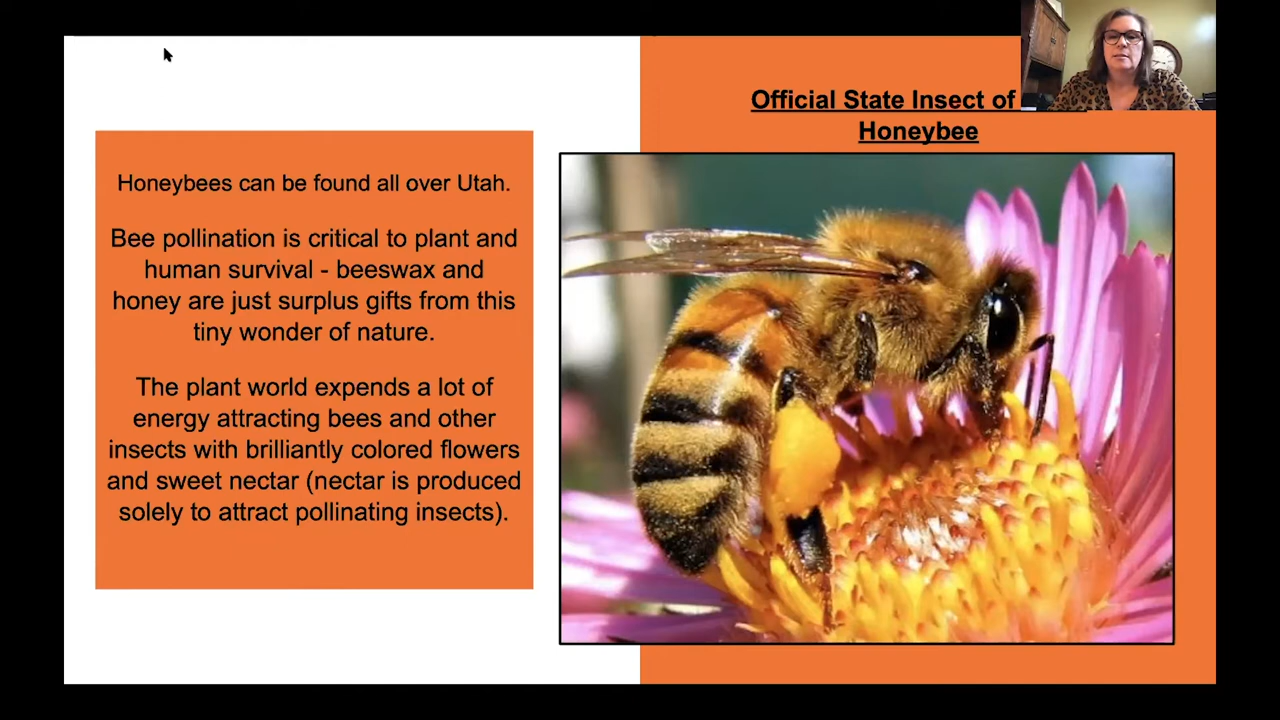 Official State Insect of
Honeybee
Honeybees can be found all over Utah.
Bee pollination is critical to plant and
human survival - beeswax and
honey are just surplus gifts from this
tiny wonder of nature.
The plant world expends a lot of
energy attracting bees and other
insects with brilliantly colored flowers
and sweet nectar (nectar is produced
solely to attract pollinating insects).